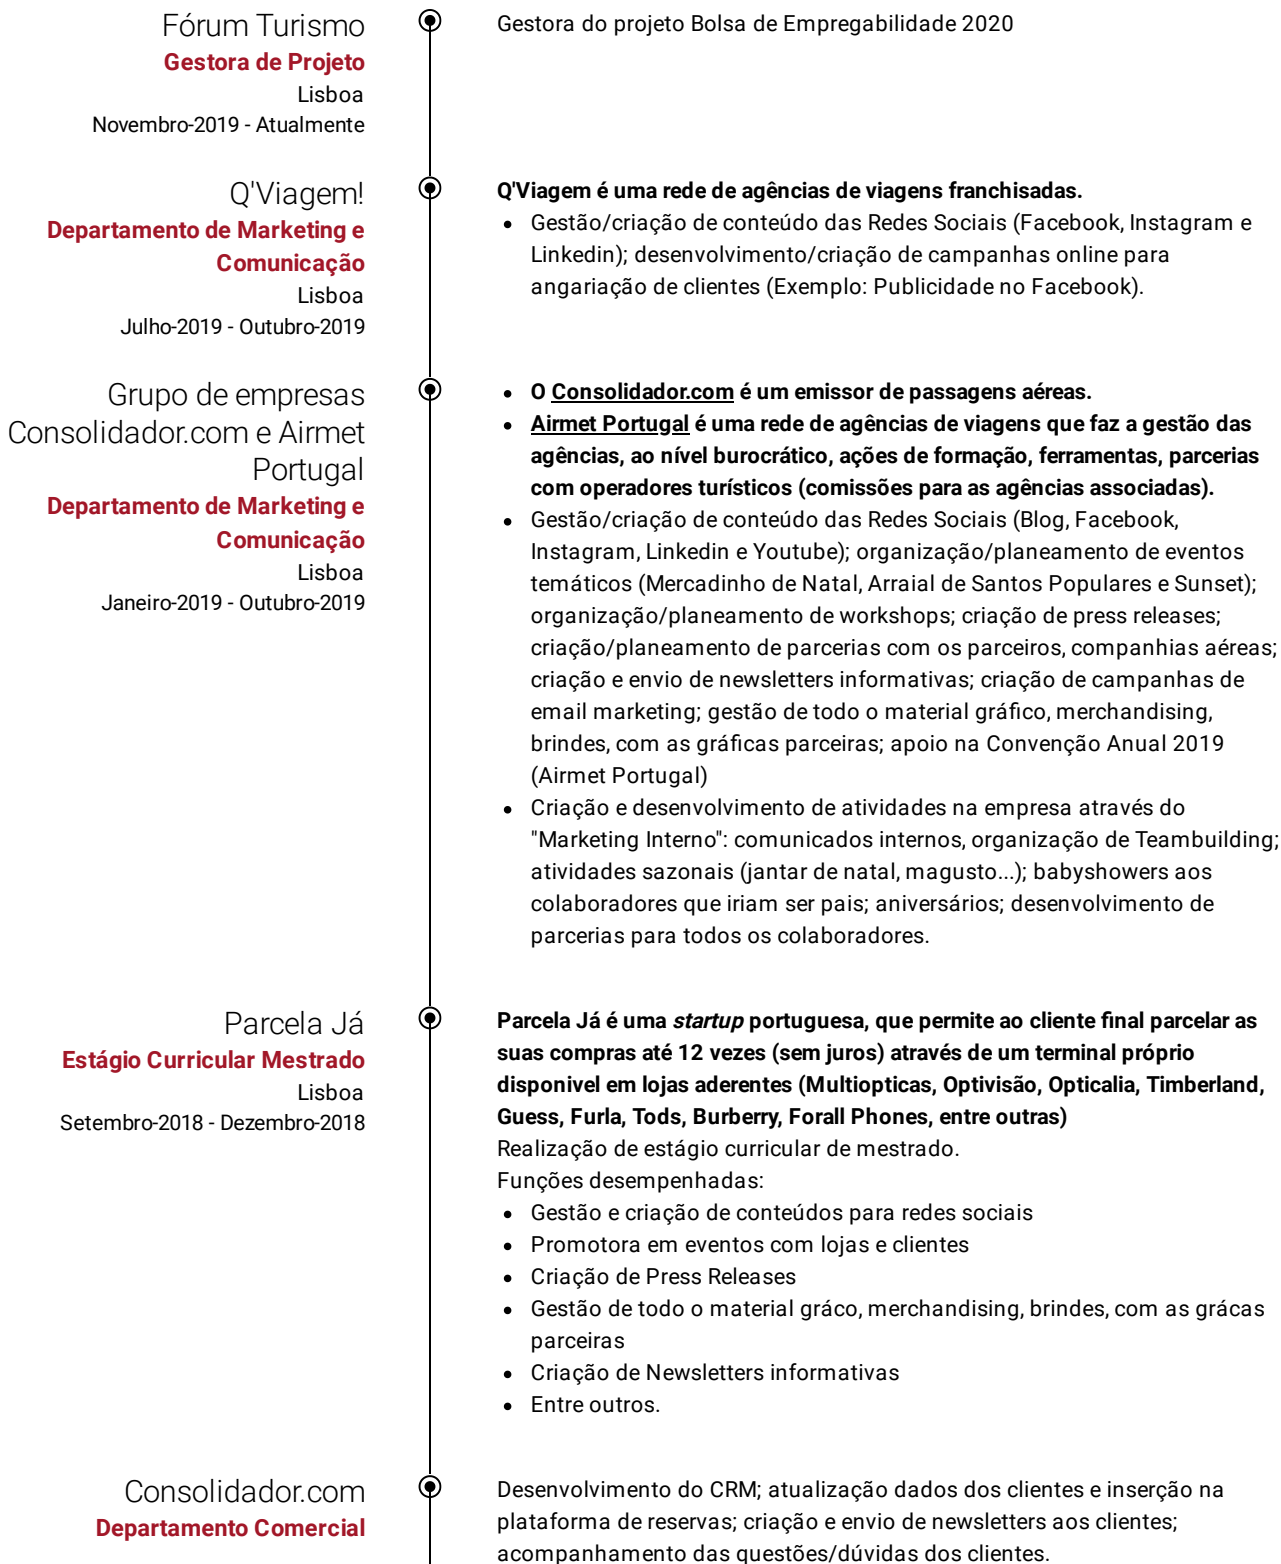 Fórum Turismo
Gestora de Projeto
Lisboa
Novembro-2019 - Atualmente
Gestora do projeto Bolsa de Empregabilidade 2020
Q'Viagem!
Departamento de Marketing e
Comunicação
Lisboa
Julho-2019 - Outubro-2019
Q'Viagem é uma rede de agências de viagens franchisadas.
• Gestão/criação de conteúdo das Redes Sociais (Facebook, Instagram e
Linkedin); desenvolvimento/criação de campanhas online para
angariação de clientes (Exemplo: Publicidade no Facebook).
Grupo de empresas
Consolidador.com e Airmet
Portugal
Departamento de Marketing e
Comunicação
Lisboa
Janeiro-2019 - Outubro-2019
• O Consolidador.com é um emissor de passagens aéreas.
• Airmet Portugal é uma rede de agências de viagens que faz a gestão das
agências, ao nível burocrático, ações de formação, ferramentas, parcerias
com operadores turísticos (comissões para as agências associadas).
• Gestão/criação de conteúdo das Redes Sociais (Blog, Facebook,
Instagram, Linkedin e Youtube); organização/planeamento de eventos
temáticos (Mercadinho de Natal, Arraial de Santos Populares e Sunset);
organização/planeamento de workshops; criação de press releases;
criação/planeamento de parcerias com os parceiros, companhias aéreas;
criação e envio de newsletters informativas; criação de campanhas de
email marketing; gestão de todo o material gráfico, merchandising,
brindes, com as gráficas parceiras; apoio na Convenção Anual 2019
(Airmet Portugal)
• Criação e desenvolvimento de atividades na empresa através do
"Marketing Interno": comunicados internos, organização de Teambuilding;
atividades sazonais (jantar de natal, magusto...); babyshowers aos
colaboradores que iriam ser pais; aniversários; desenvolvimento de
parcerias para todos os colaboradores.
Parcela Já
Estágio Curricular Mestrado
Lisboa
Setembro-2018 - Dezembro-2018
Parcela Já é uma startup portuguesa, que permite ao cliente final parcelar as
suas compras até 12 vezes (sem juros) através de um terminal próprio
disponivel em lojas aderentes (Multiopticas, Optivisão, Opticalia, Timberland,
Guess, Furla, Tods, Burberry, Forall Phones, entre outras)
Realização de estágio curricular de mestrado.
Funções desempenhadas:
• Gestão e criação de conteúdos para redes sociais
• Promotora em eventos com lojas e clientes
• Criação de Press Releases
• Gestão de todo o material gráco, merchandising, brindes, com as grácas
parceiras
• Criação de Newsletters informativas
• Entre outros.
Consolidador.com
Departamento Comercial
Desenvolvimento do CRM; atualização dados dos clientes e inserção na
plataforma de reservas; criação e envio de newsletters aos clientes;
acompanhamento das questões/dúvidas dos clientes.